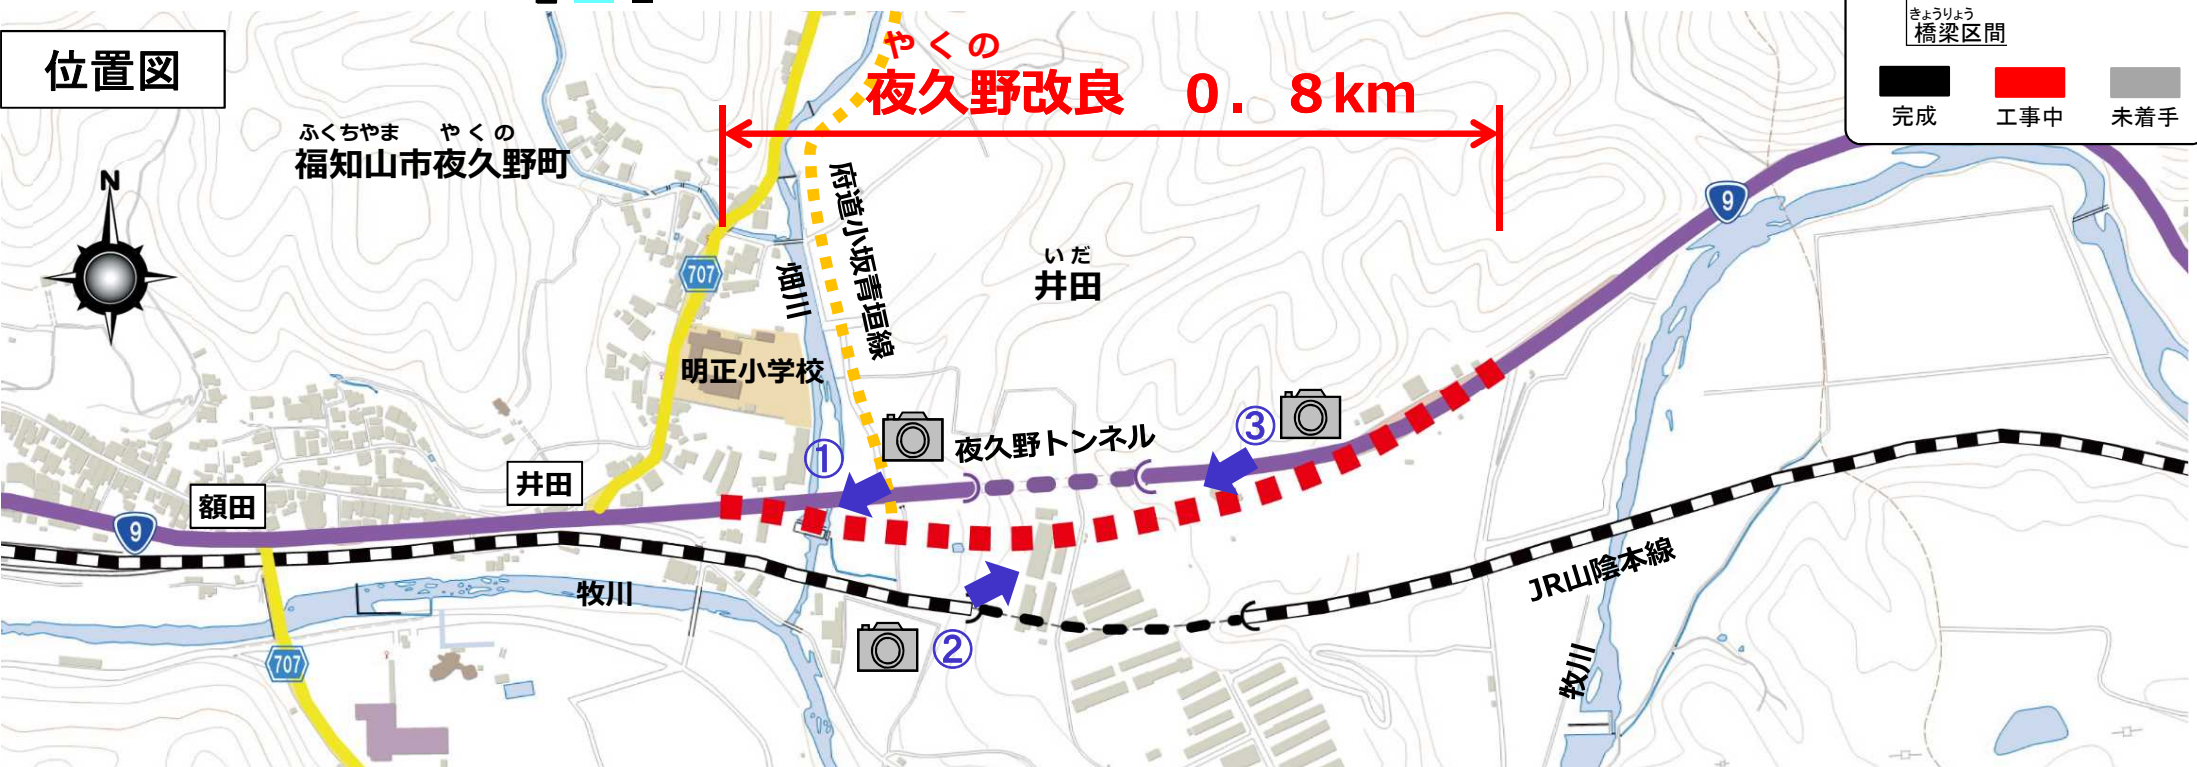 位置図
きょうりょう
橋梁区間
完成 工事中 未着手
やくの
夜久野改良 0．8km
ふくちやま やくの
福知山市夜久野町
N
9
707
府道小坂青垣線
畑川
いだ
井田
明正小学校
①
夜久野トンネル
③
井田
額田
9
牧川
JR山陰本線
②
707
牧川